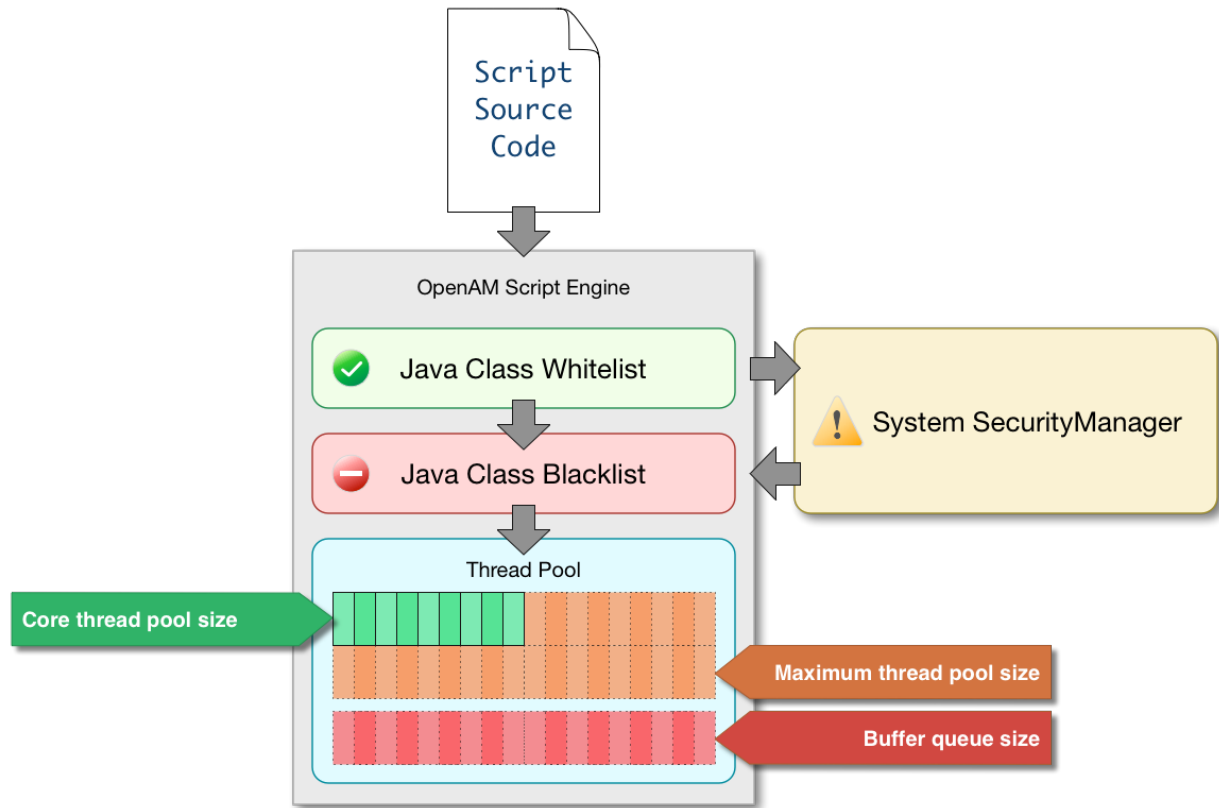 Script
Source
Code
OpenAM Script Engine
Java Class Whitelist
System SecurityManager
Java Class Blacklist
Thread Pool
Core thread pool size
Maximum thread pool size
Buffer queue size